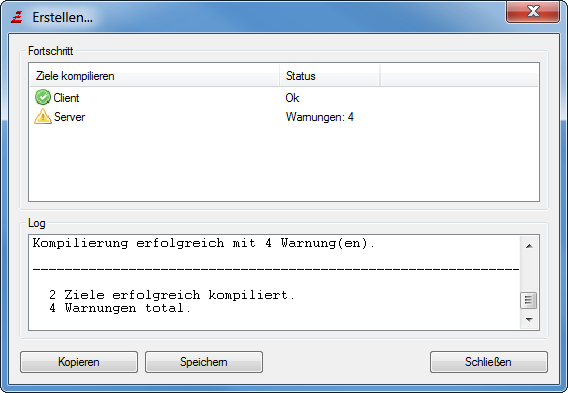 Erstellen...
Fortschritt
Ziele kompilieren Status
Client Ok
Server Warnungen: 4
Log
Kompilierung erfolgreich mit 4 Warnung(en).
------------------------------------------------------------
2 Ziele erfolgreich kompiliert.
4 Warnungen total.
Kopieren Speichern Schließen